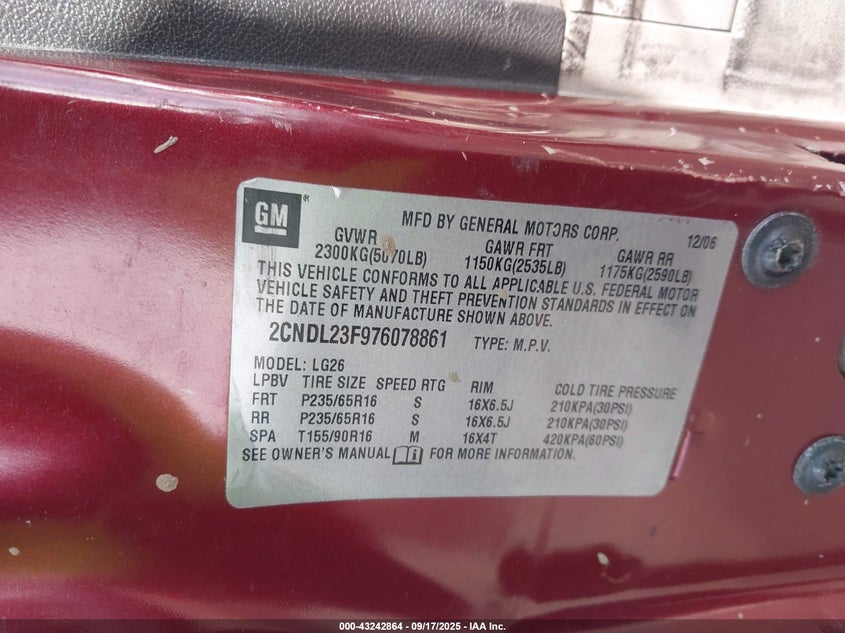 GM ®
MFD BY GENERAL MOTORS CORP. 12/06
GVWR GAWR FRT GAWR RR
2300KG(5070LB) 1150KG(2535LB) 1175KG(2590LB)
THIS VEHICLE CONFORMS TO ALL APPLICABLE U.S. FEDERAL MOTOR
VEHICLE SAFETY AND THEFT PREVENTION STANDARDS IN EFFECT ON
THE DATE OF MANUFACTURE SHOWN ABOVE.
2CNDL23F976078861 TYPE: M.P.V.
MODEL: LG26
LPBV TIRE SIZE SPEED RTG RIM COLD TIRE PRESSURE
FRT P235/65R16 S 16X6.5J 210KPA(30PSI)
RR P235/65R16 S 16X6.5J 210KPA(30PSI)
SPA T155/90R16 M 16X4T 420KPA(60PSI)
SEE OWNER'S MANUAL FOR MORE INFORMATION.
000-43242864 - 09/17/2025 - IAA Inc.